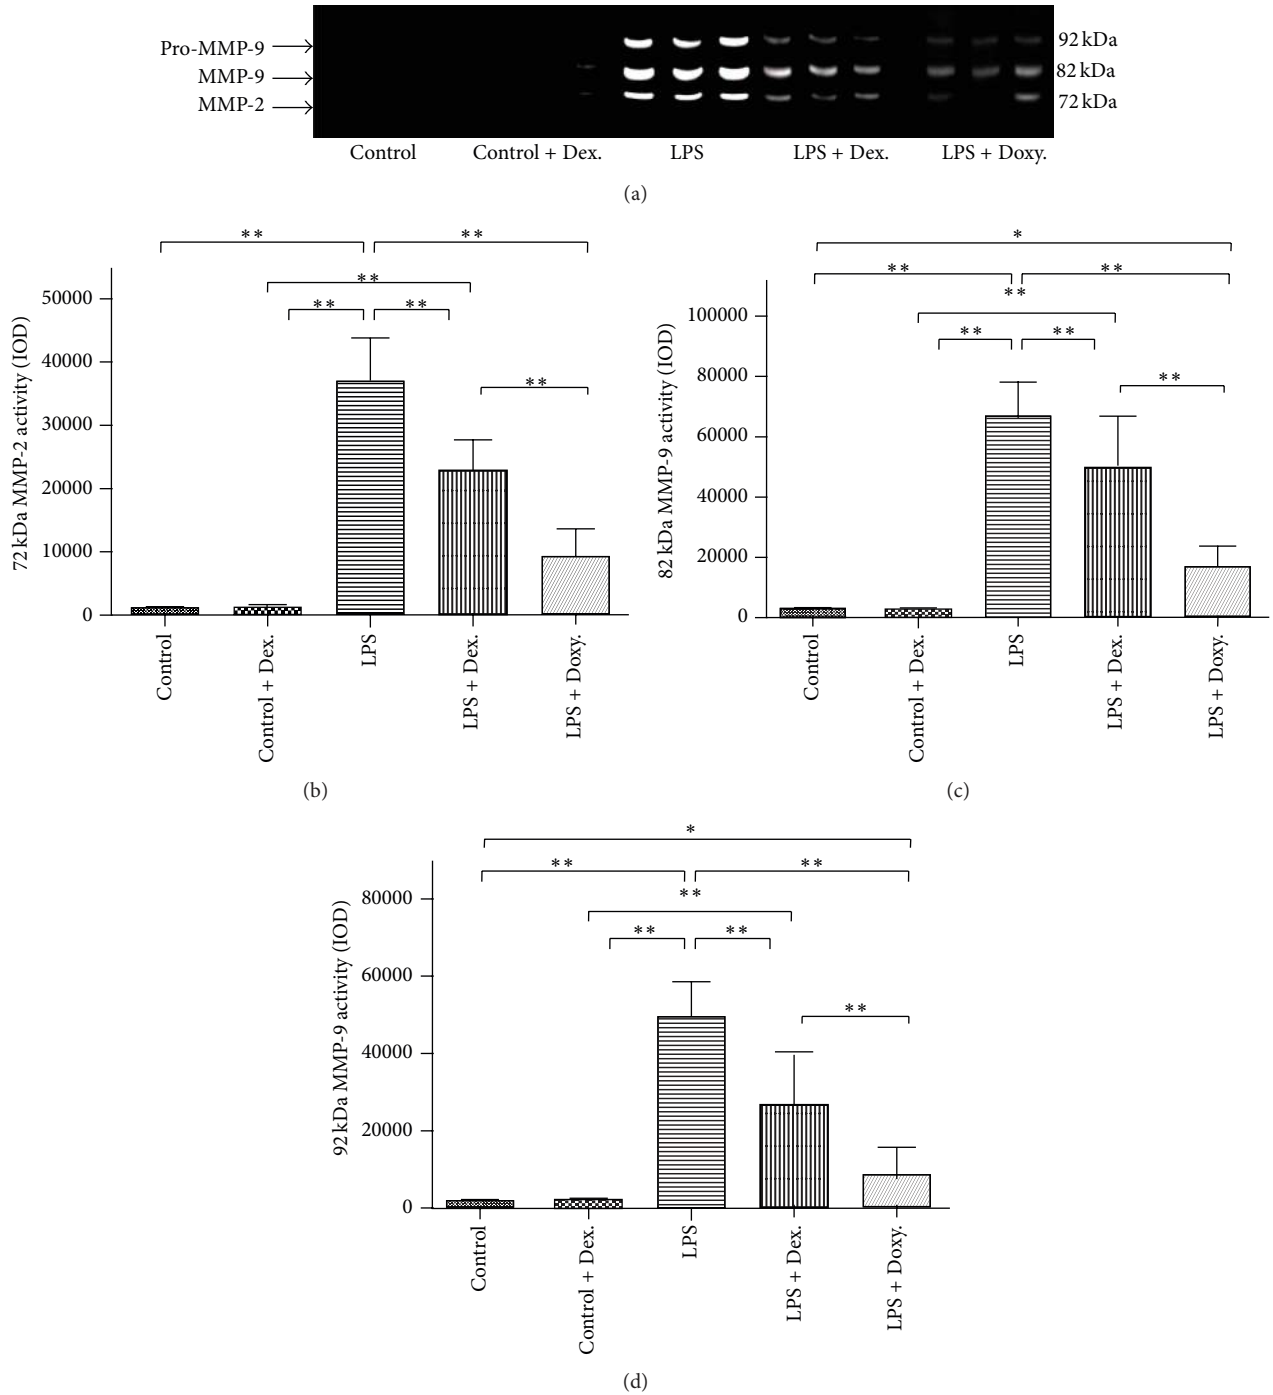 Pro-MMP-9
MMP-9
MMP-2
92 kDa
82 kDa
72 kDa
Control
Control + Dex.
LPS
LPS + Dex.
LPS + Doxy.
(a)
72 kDa MMP-2 activity (IOD)
50000
40000
30000
20000
10000
0
**
**
**
**
**
**
Control
Control + Dex.
LPS
LPS + Dex.
LPS + Doxy.
(b)
82 kDa MMP-9 activity (IOD)
100000
80000
60000
40000
20000
0
*
**
**
**
**
**
**
Control
Control + Dex.
LPS
LPS + Dex.
LPS + Doxy.
(c)
92 kDa MMP-9 activity (IOD)
80000
60000
40000
20000
0
*
**
**
**
**
**
**
Control
Control + Dex.
LPS
LPS + Dex.
LPS + Doxy.
(d)